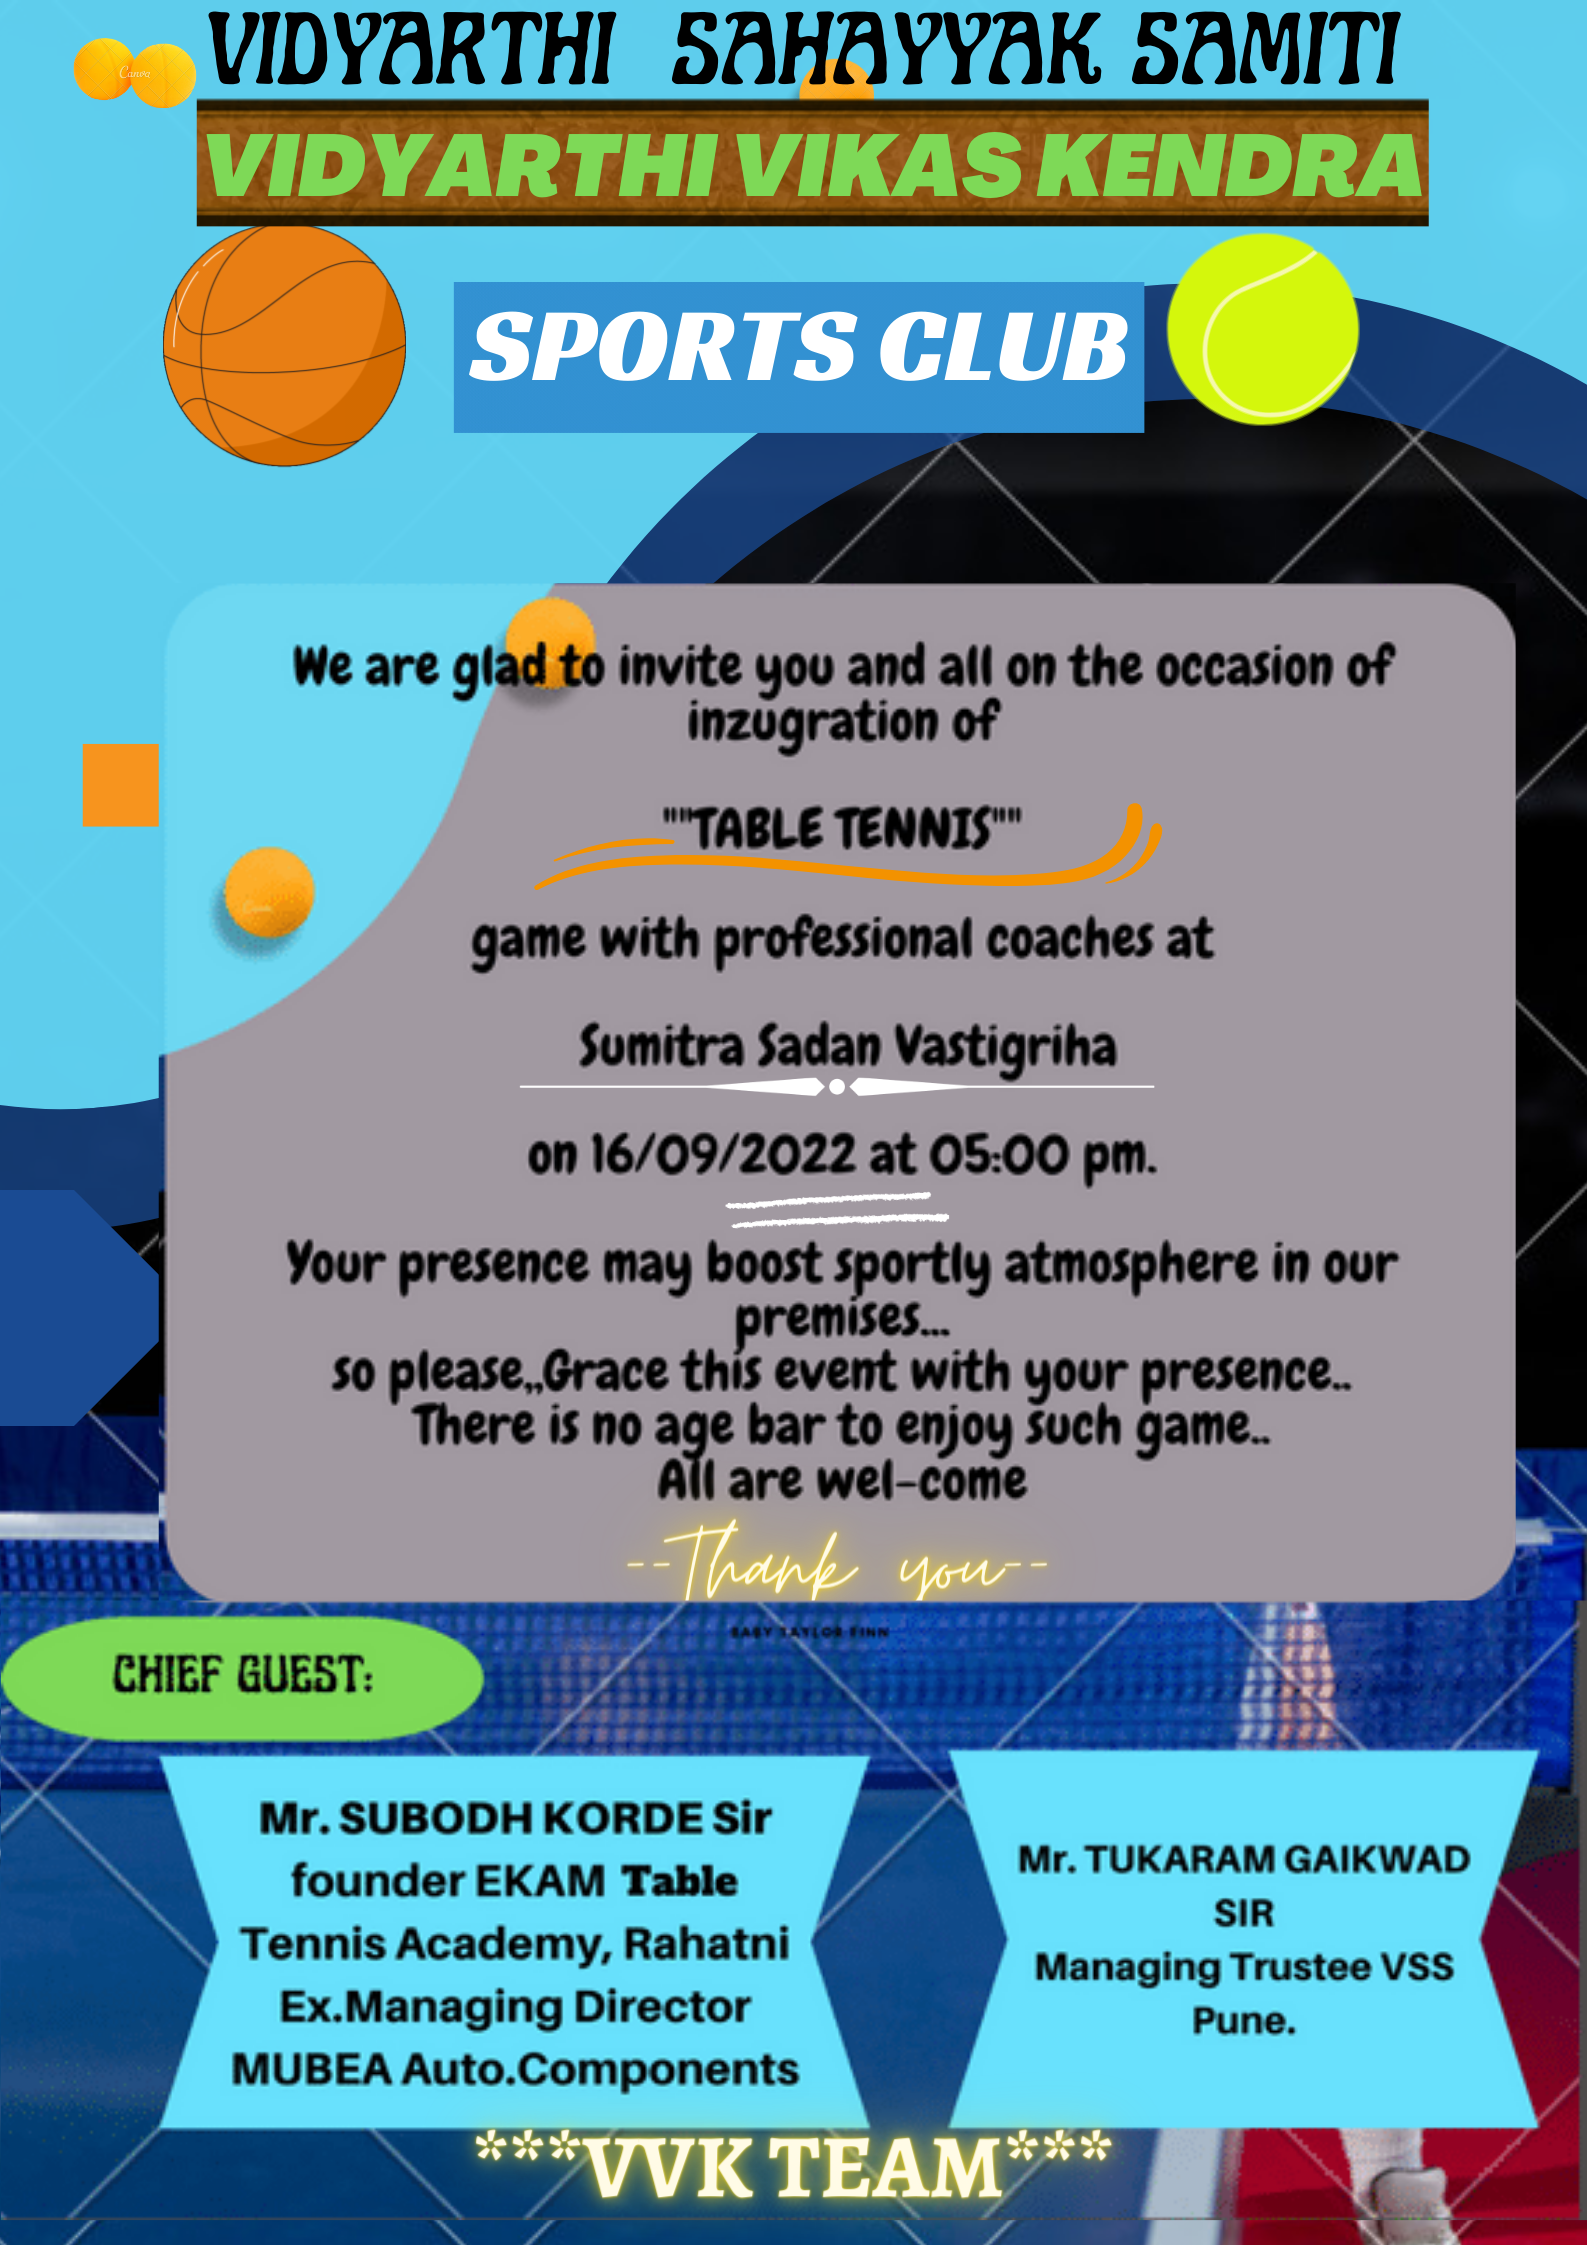 VIDYARTHI SAHAYYAK SAMITI
VIDYARTHI VIKAS KENDRA
Canva
SPORTS CLUB
We are glad to invite you and all on the occasion of
inzugration of
""TABLE TENNIS""
game with professional coaches at
Sumitra Sadan Vastigriha
on 16/09/2022 at 05:00 pm.
Your presence may boost sportly atmosphere in our
premises...
so please,,Grace this event with your presence..
There is no age bar to enjoy such game..
All are wel-come
--Thank you--
BABY TAYLOR FINN
CHIEF GUEST:
Mr. SUBODH KORDE Sir
founder EKAM Table
Tennis Academy, Rahatni
Ex.Managing Director
MUBEA Auto.Components
Mr. TUKARAM GAIKWAD
SIR
Managing Trustee VSS
Pune.
***VVK TEAM***